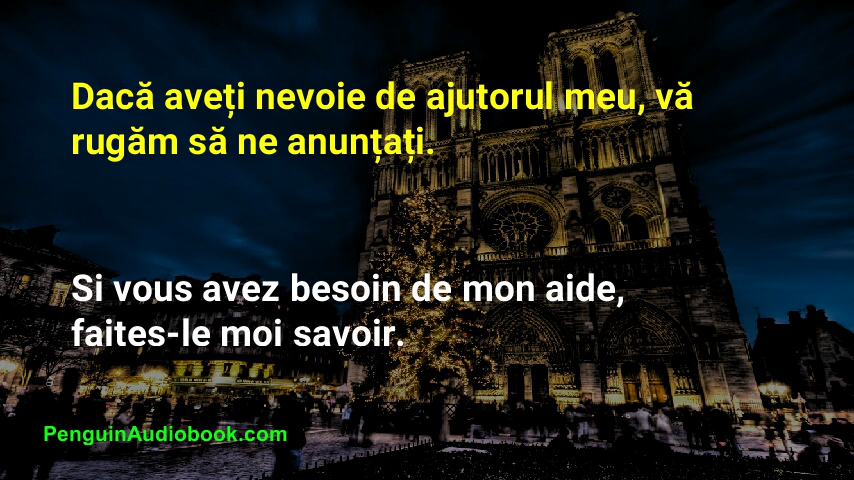 Dacă aveți nevoie de ajutorul meu, vă
rugăm să ne anunțați.
Si vous avez besoin de mon aide,
faites-le moi savoir.
PenguinAudiobook.com